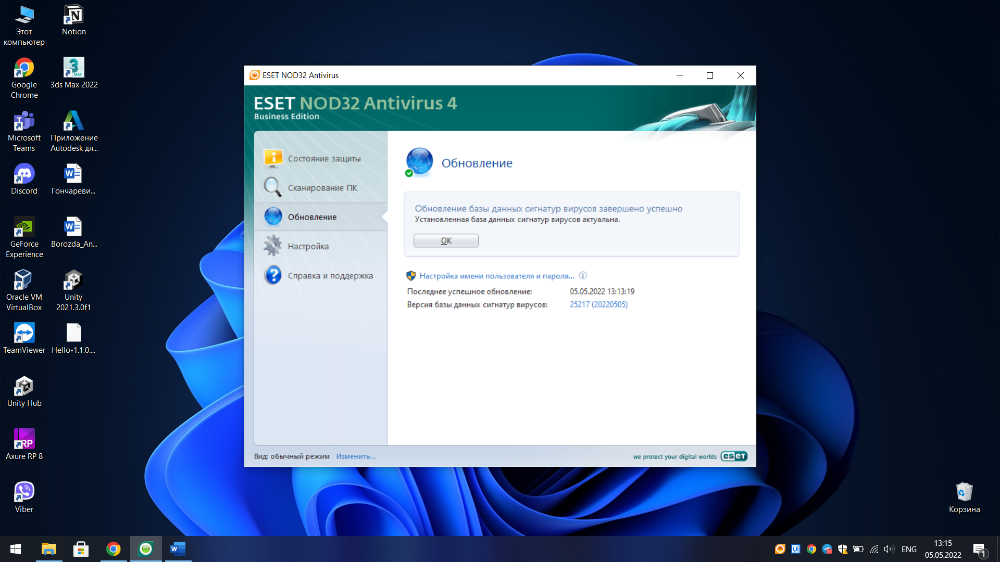 Этот
компьютер
Notion
Google
Chrome
3ds Max 2022
Microsoft
Teams
Приложение
Autodesk дл...
Discord
Гончареви...
GeForce
Experience
Borozda_An...
Oracle VM
VirtualBox
Unity
2021.3.0f1
TeamViewer
Hello-1.1.0....
Unity Hub
Axure RP 8
Viber
Корзина
ESET NOD32 Antivirus
ESET NOD32 Antivirus 4
Business Edition
Состояние защиты
Сканирование ПК
Обновление
Настройка
Справка и поддержка
Обновление
Обновление базы данных сигнатур вирусов завершено успешно
Установленная база данных сигнатур вирусов актуальна.
OK
Настройка имени пользователя и пароля...
Последнее успешное обновление: 05.05.2022 13:13:19
Версия базы данных сигнатур вирусов: 25217 (20220505)
Вид: обычный режим Изменить...
we protect your digital worlds eset
34
ENG
13:15
05.05.2022
1